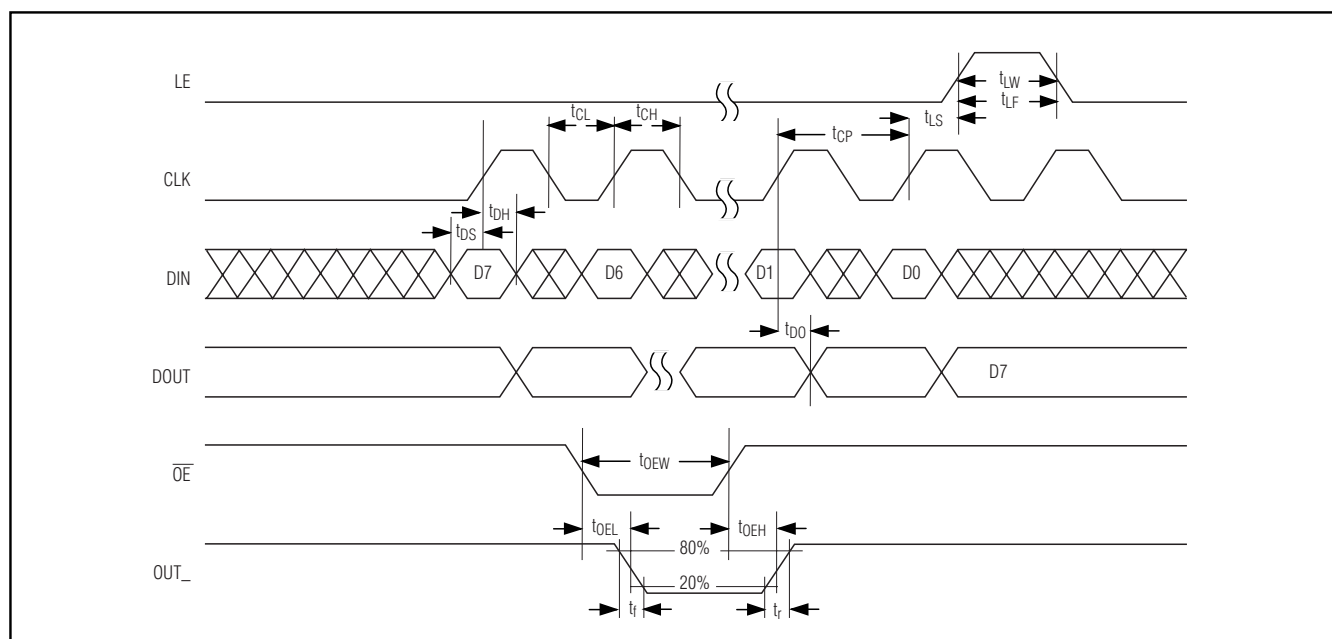 LE
tLW
tLF
tCL
tCH
tLS
tCP
CLK
tDH
tDS
DIN
D7
D6
D1
D0
tDO
DOUT
D7
OE
tOEW
tOEL
tOEH
80%
OUT_
20%
tf
tr